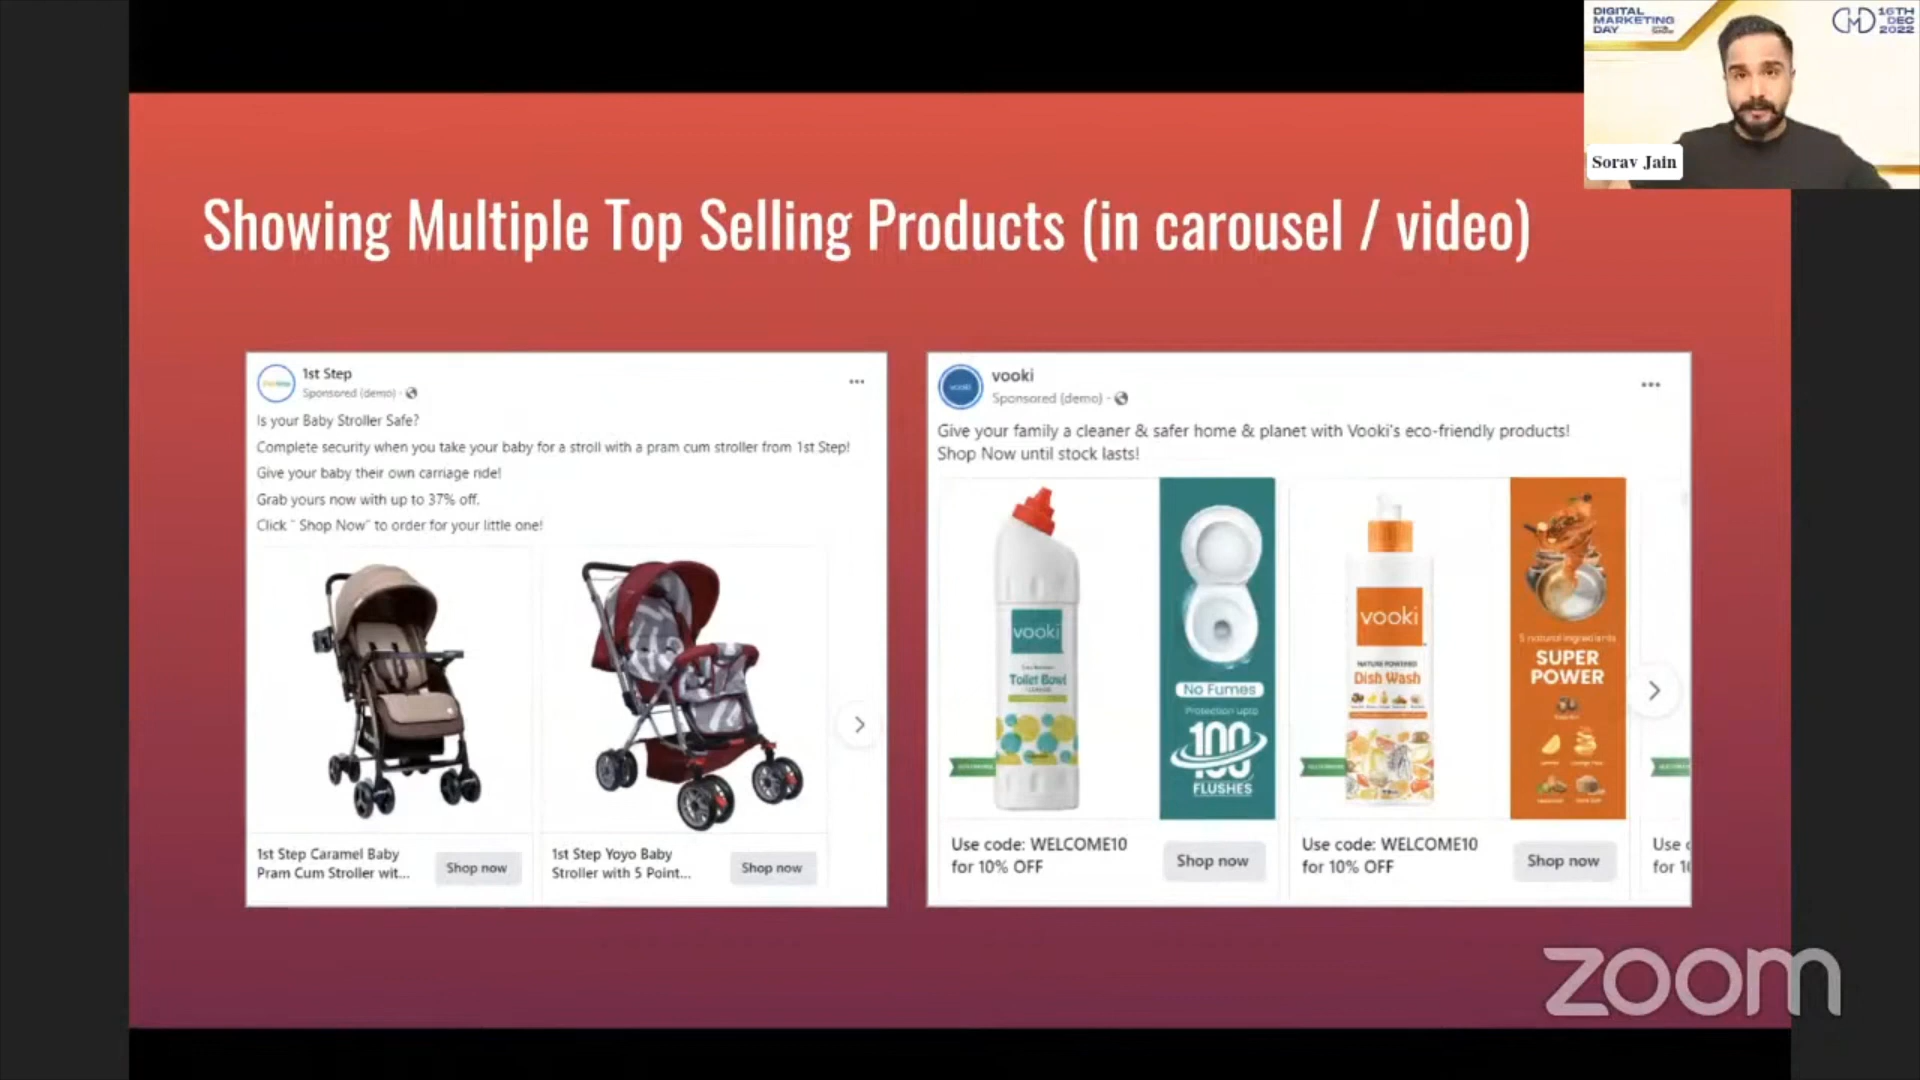 DIGITAL
MARKETING
DAY
16TH
DEC
2022
Sorav Jain
Showing Multiple Top Selling Products (in carousel / video)
1st Step
Sponsored (demo) ·
Is your Baby Stroller Safe?
Complete security when you take your baby for a stroll with a pram cum stroller from 1st Step!
Give your baby their own carriage ride!
Grab yours now with up to 37% off.
Click " Shop Now" to order for your little one!
1st Step Caramel Baby
Pram Cum Stroller wit...
Shop now
1st Step Yoyo Baby
Stroller with 5 Point...
Shop now
vooki
Sponsored (demo) ·
Give your family a cleaner & safer home & planet with Vooki's eco-friendly products!
Shop Now until stock lasts!
vooki
Toilet Bowl
No Fumes
Protection upto
100
FLUSHES
vooki
NATURE POWERED
Dish Wash
5 natural ingredients
SUPER
POWER
Use code: WELCOME10
for 10% OFF
Shop now
Use code: WELCOME10
for 10% OFF
Shop now
Use
for
zoom